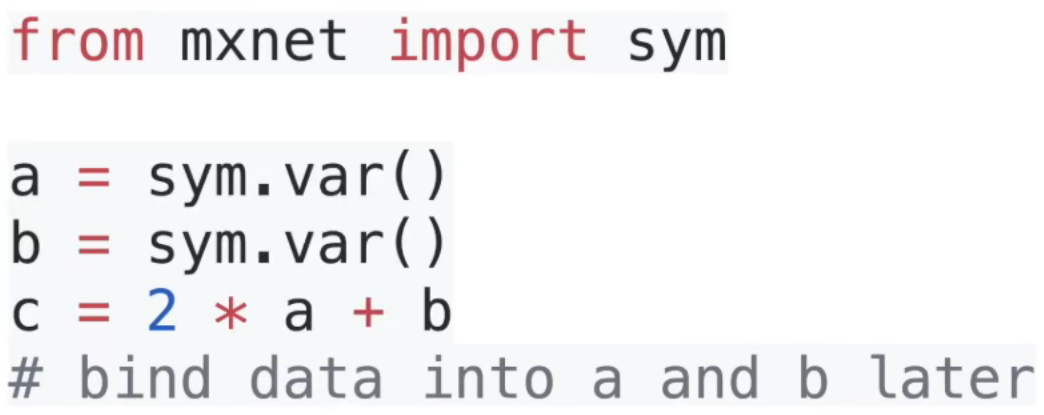 from mxnet import sym
a = sym.var()
b = sym.var()
c = 2 * a + b
# bind data into a and b later